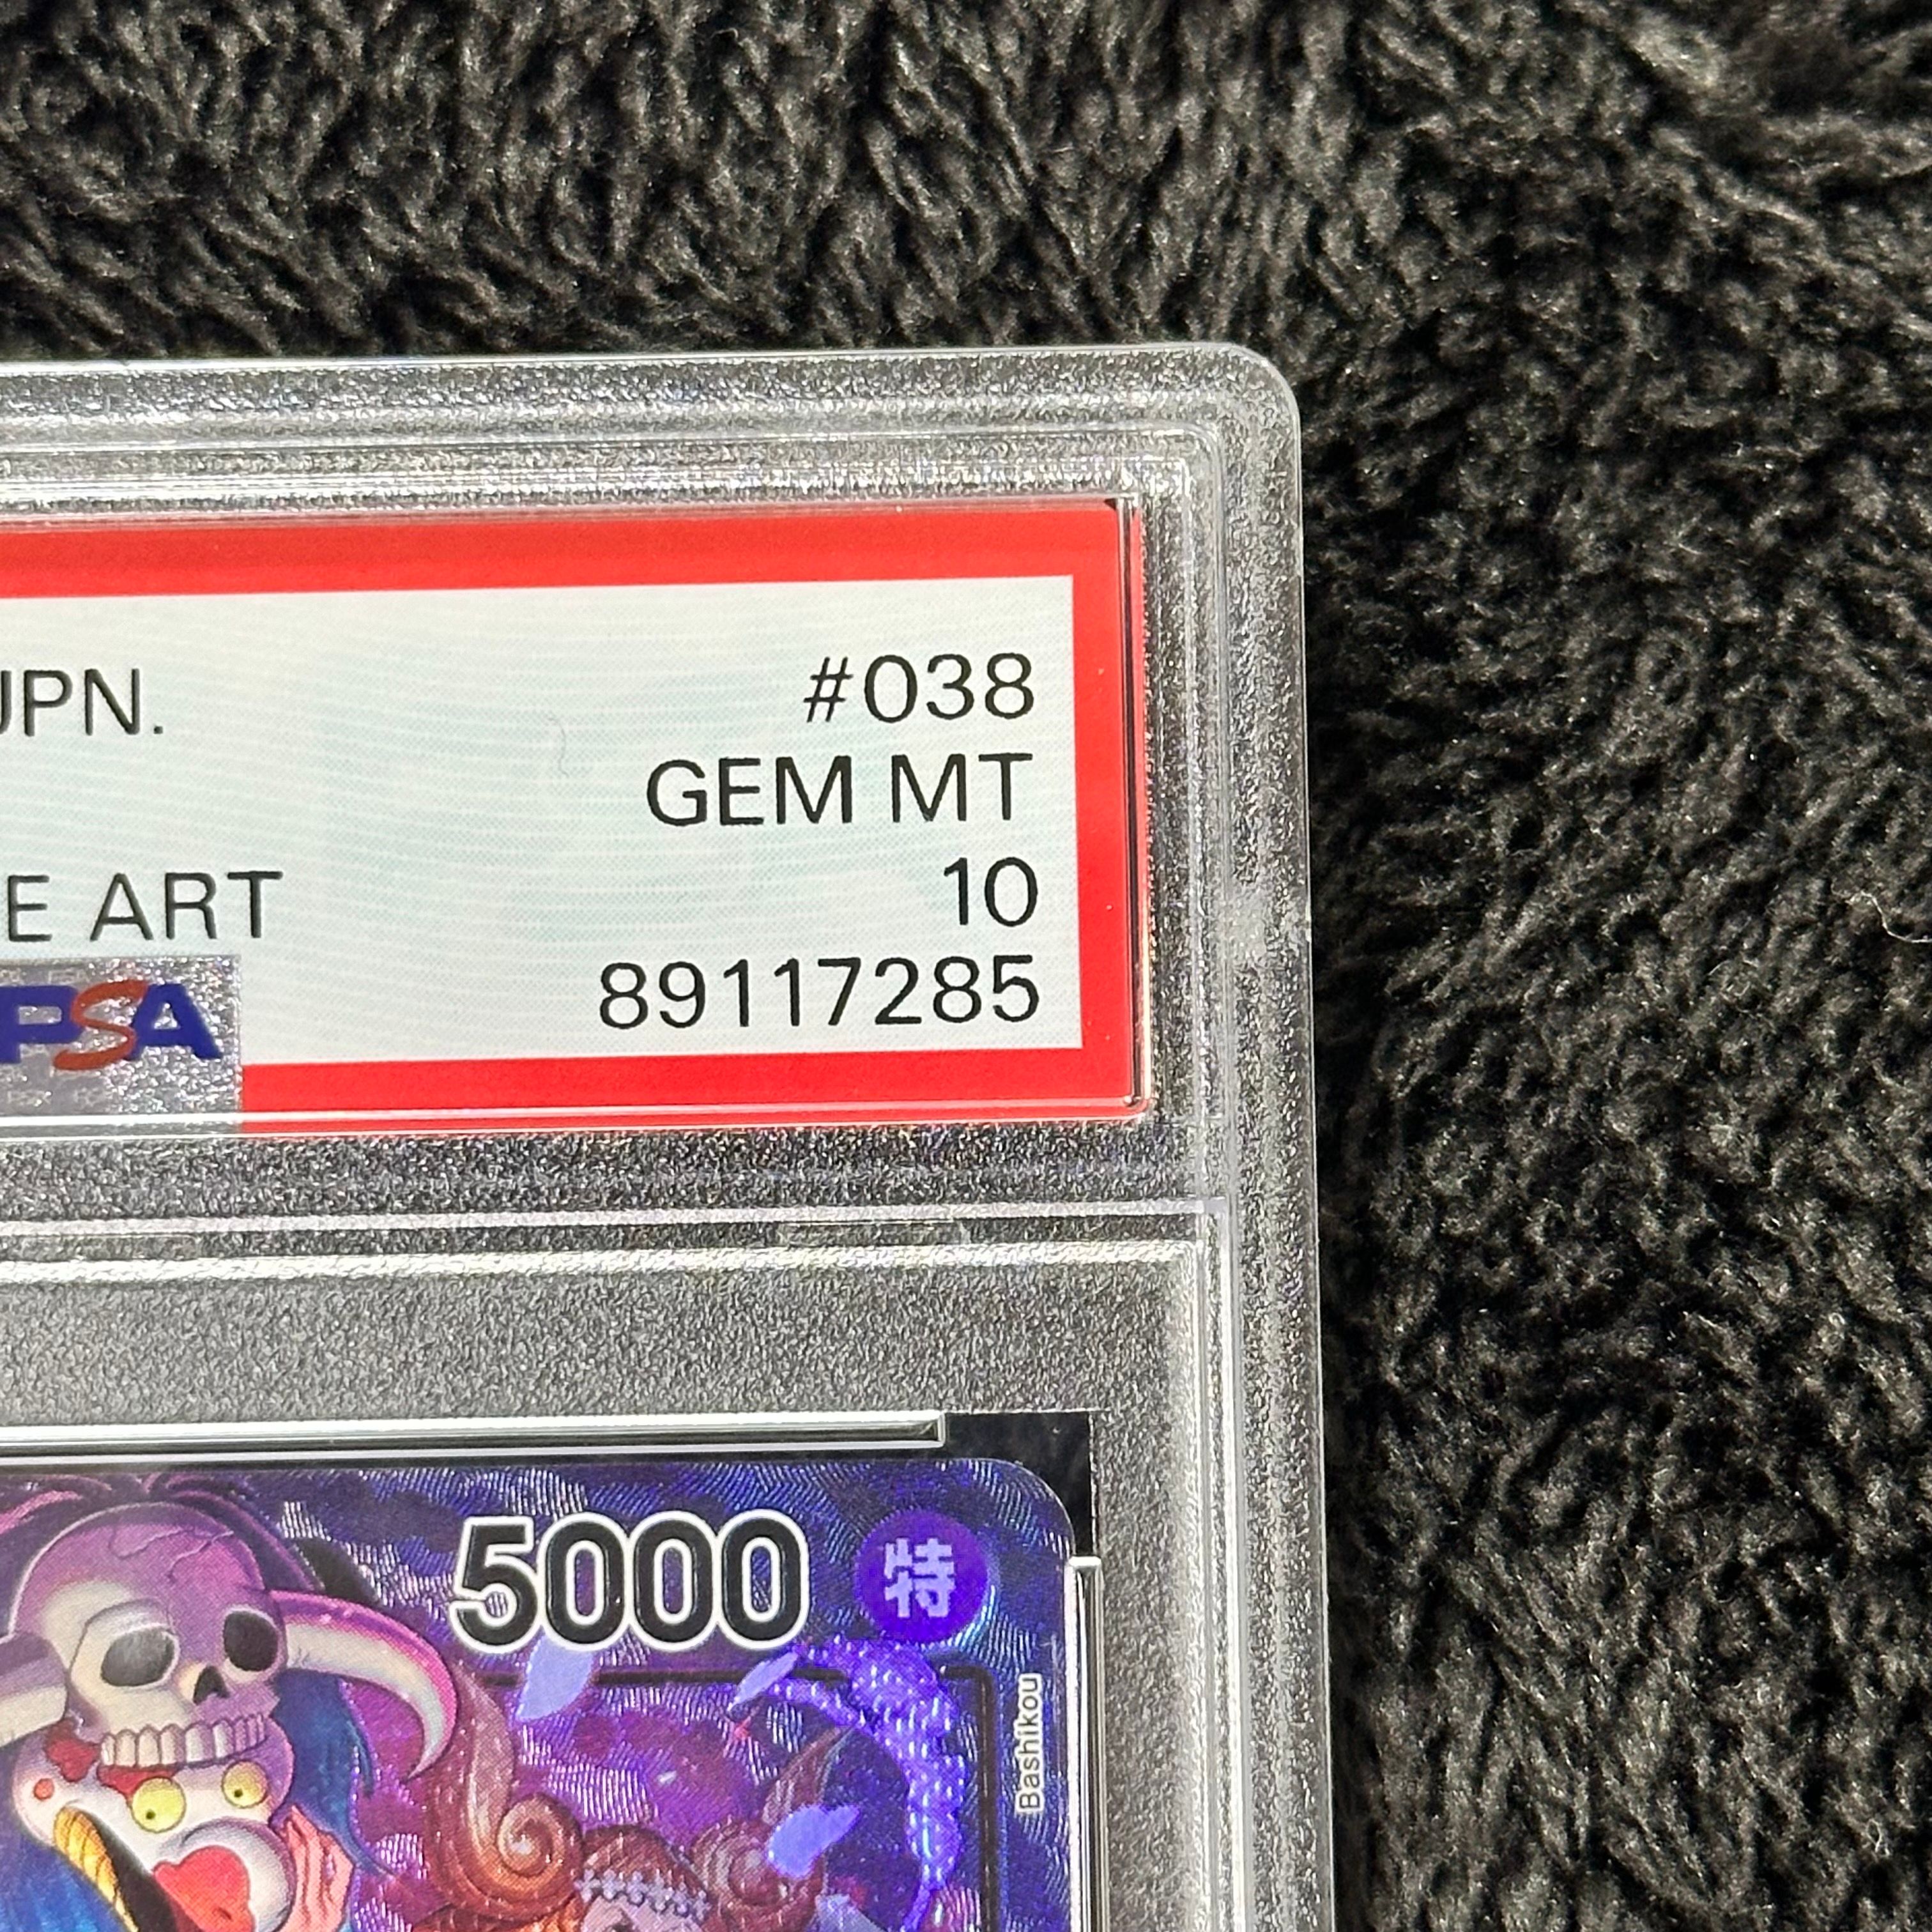 JPN. #038
GEM MT
E ART 10
PSA 89117285
5000 特
Bashikou